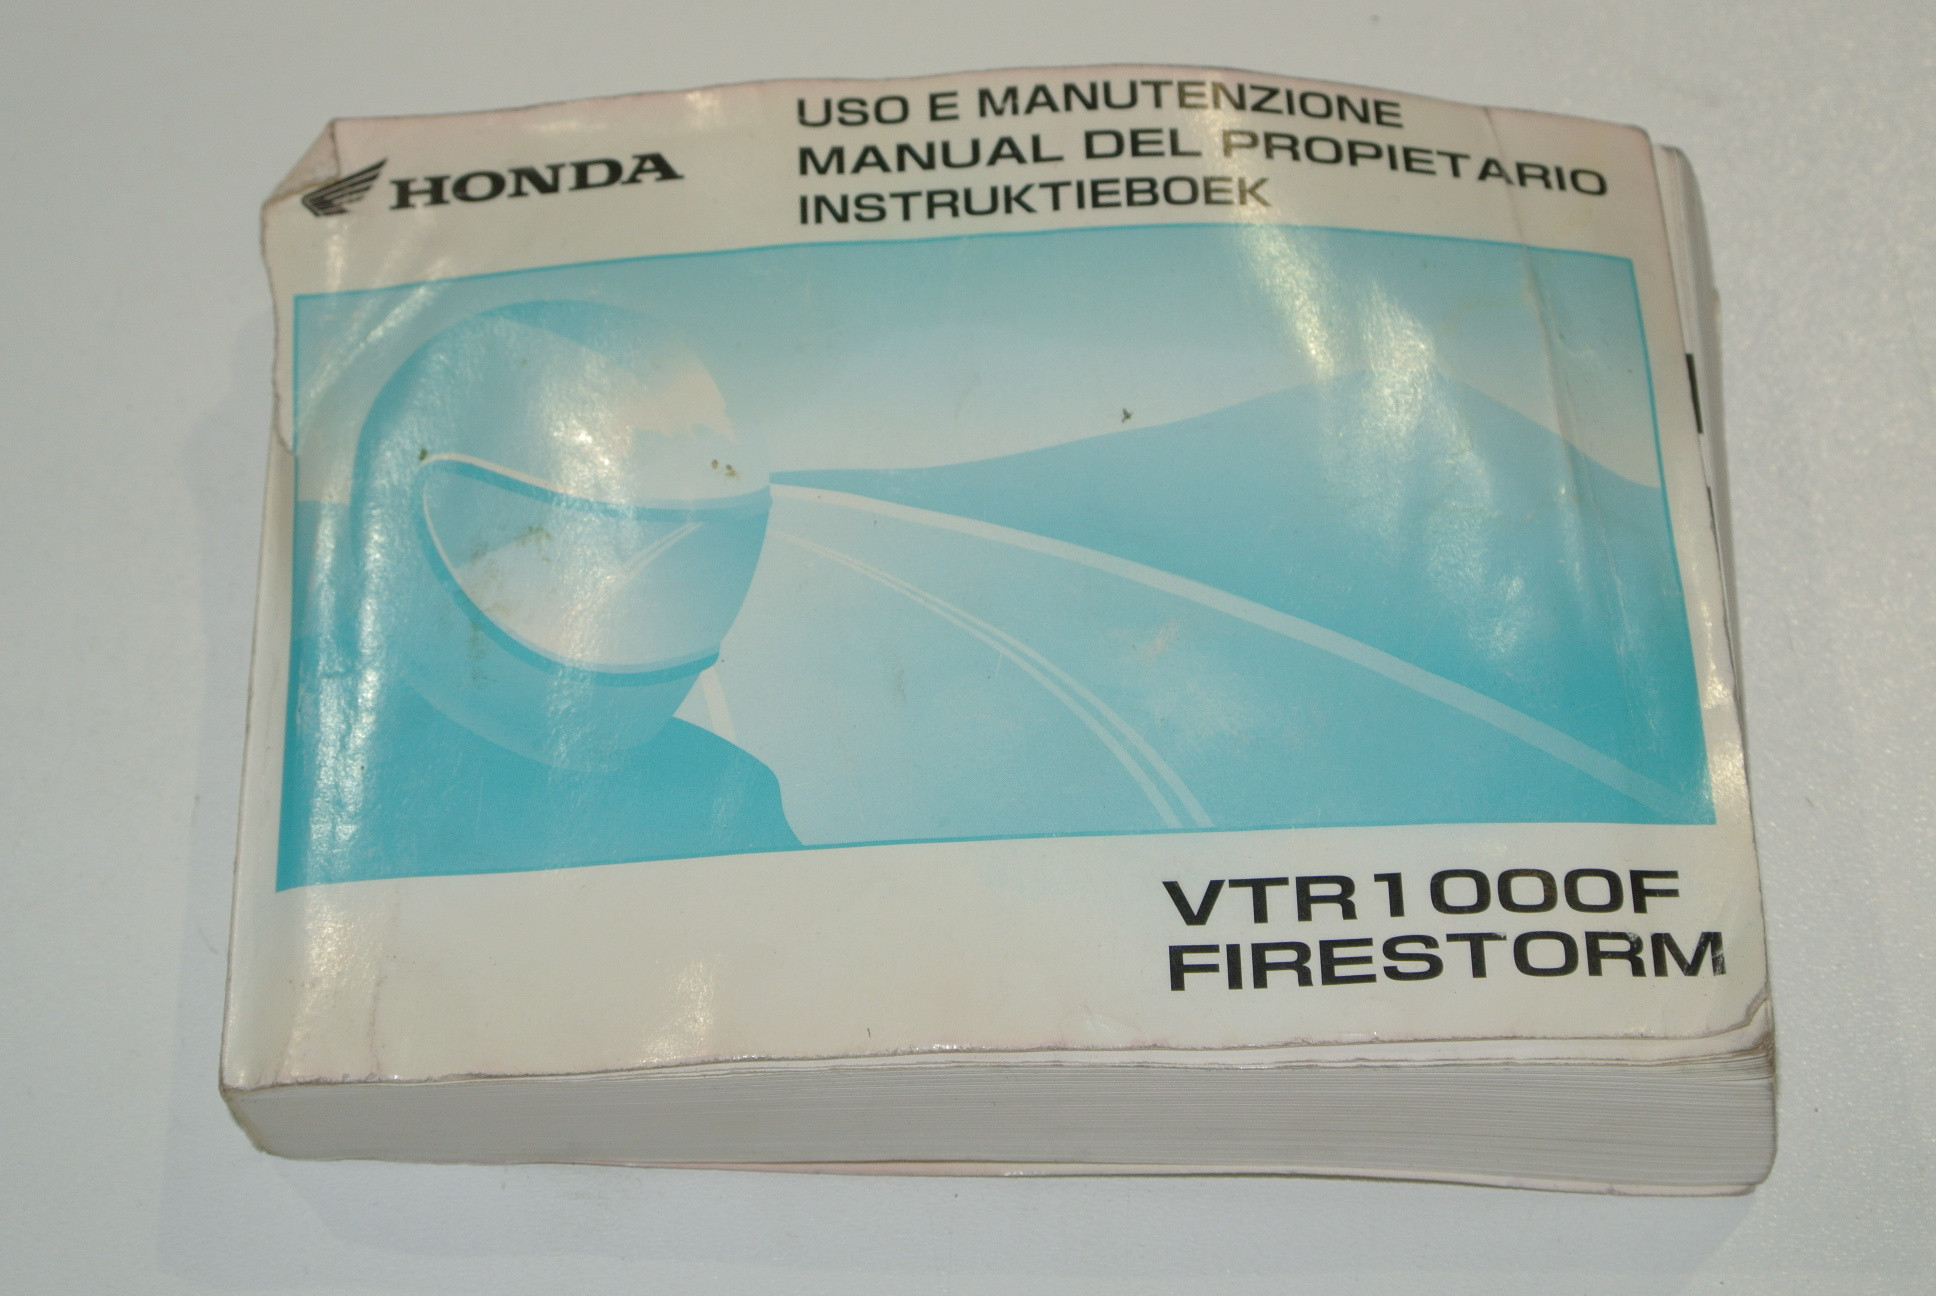 HONDA
USO E MANUTENZIONE
MANUAL DEL PROPIETARIO
INSTRUKTIEBOEK
VTR1000F
FIRESTORM